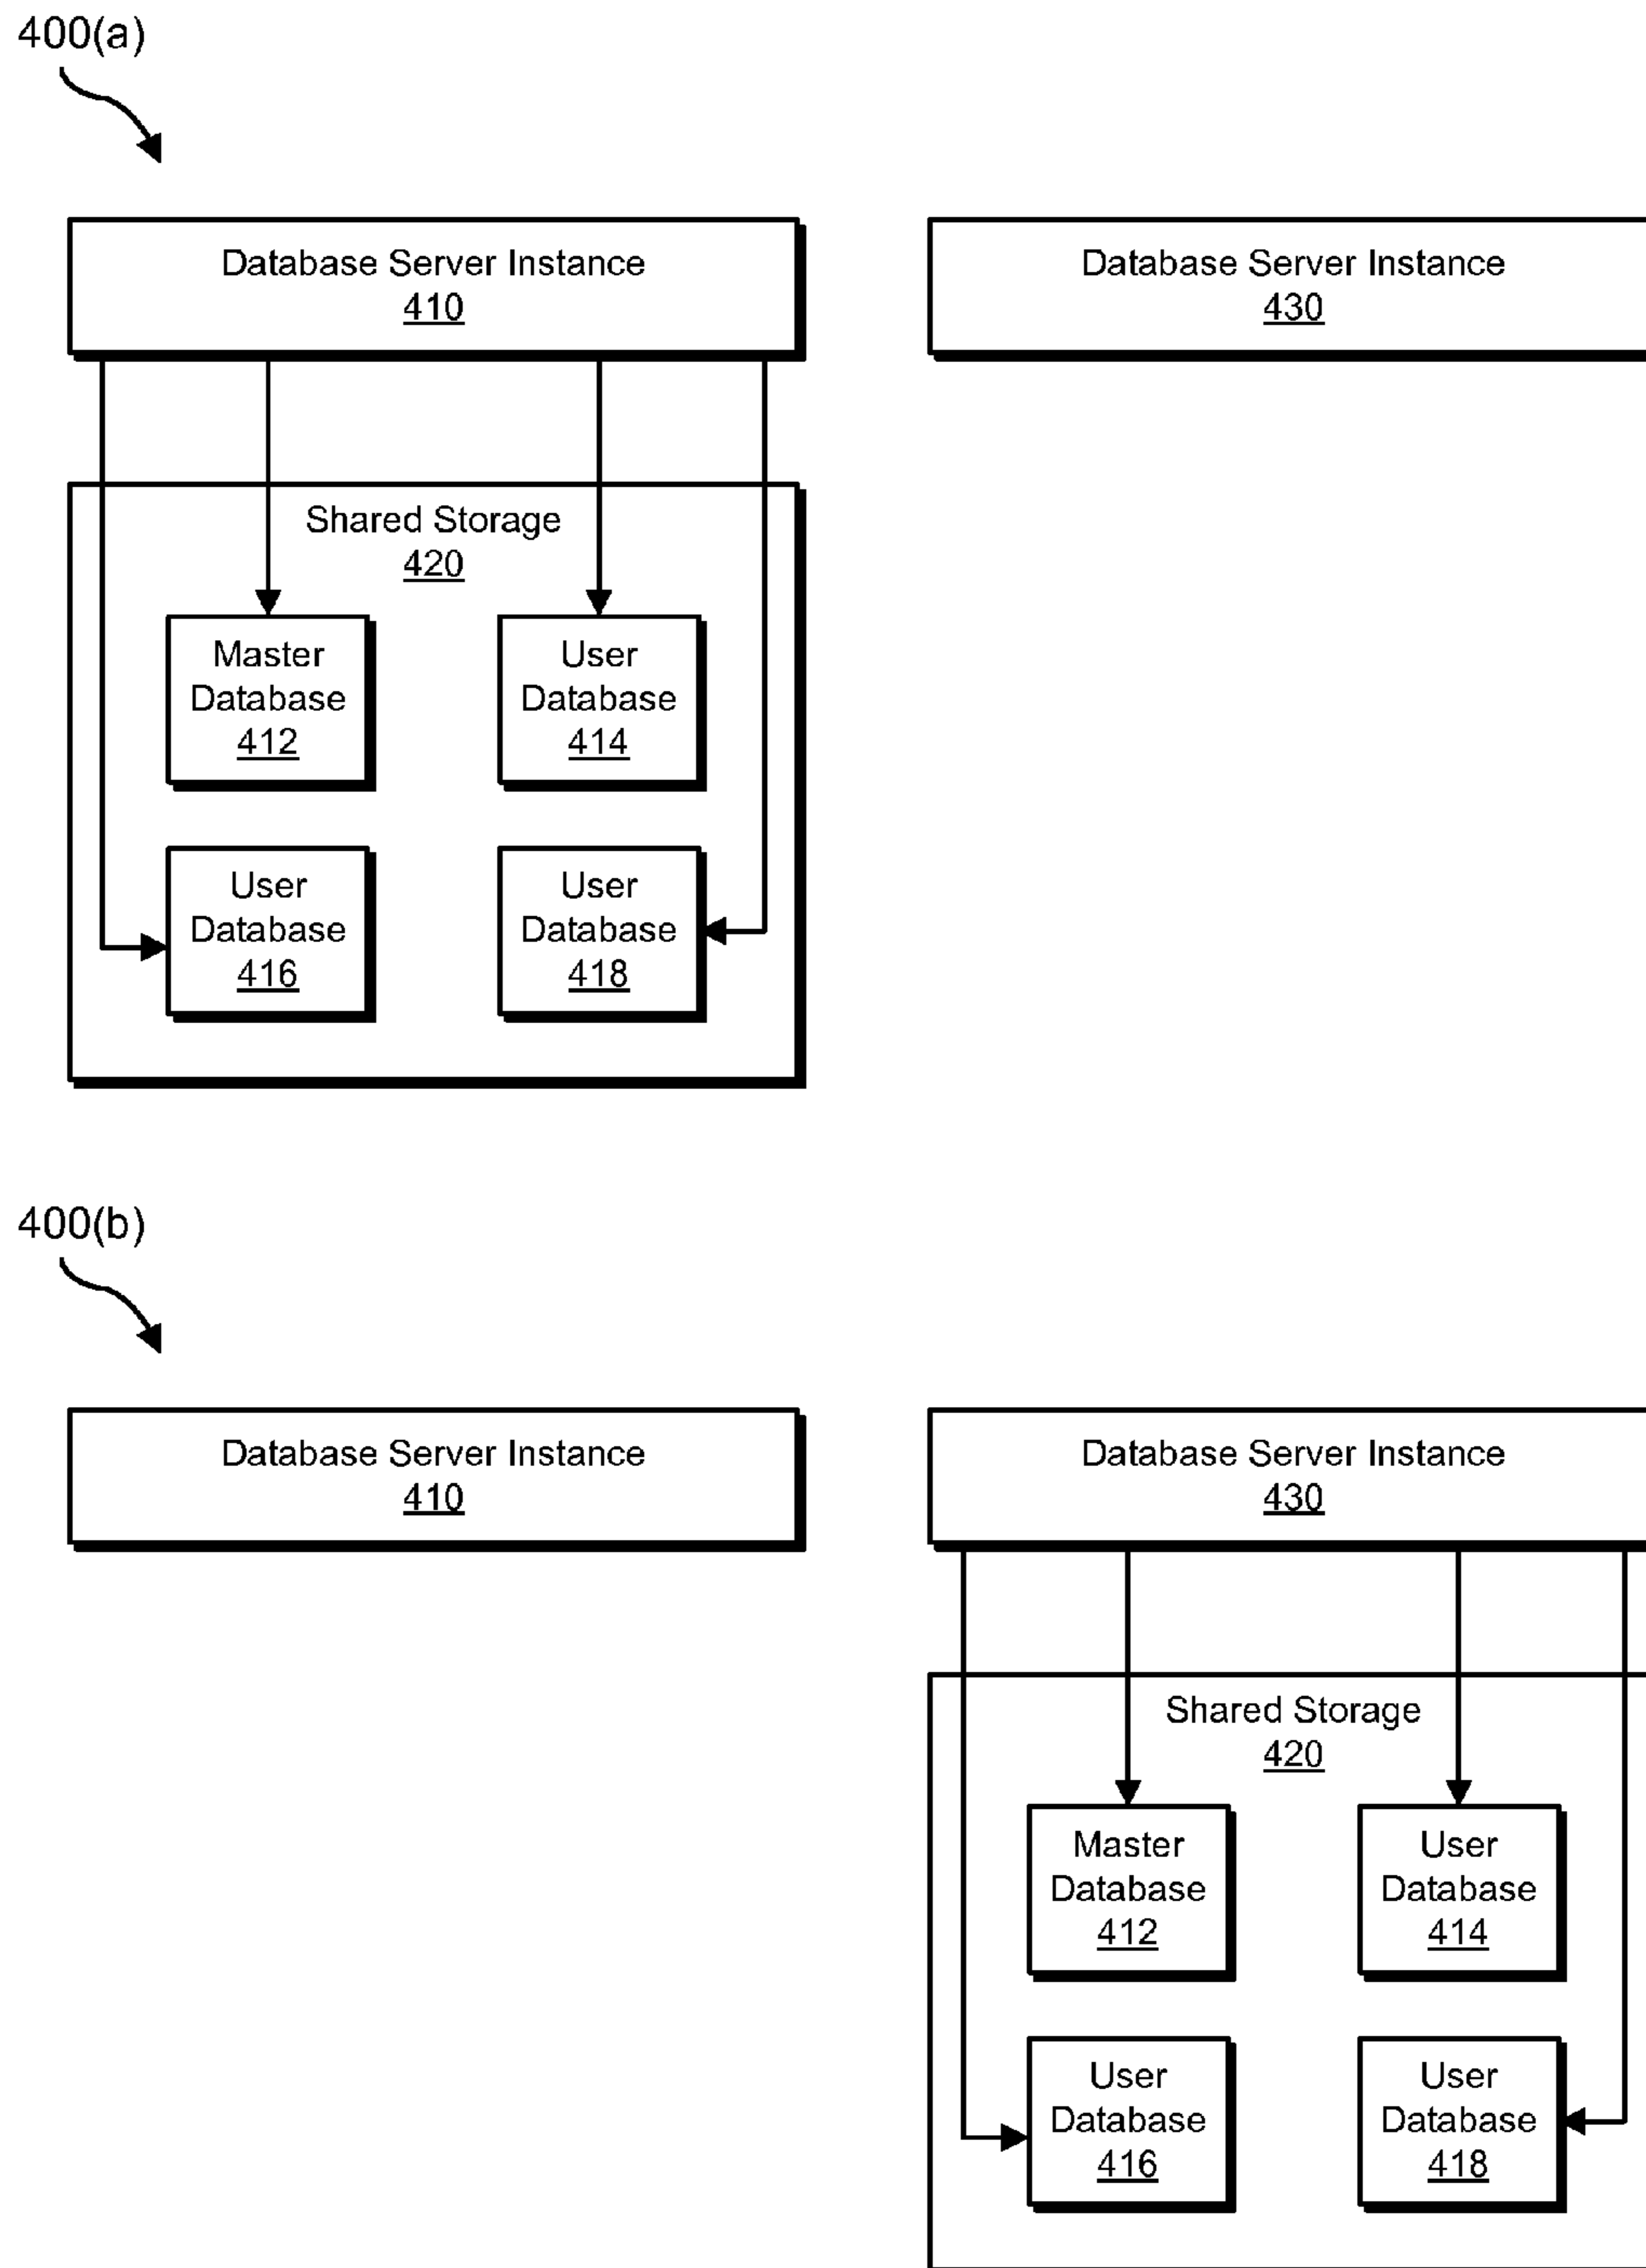 400(a)
Database Server Instance
410
Database Server Instance
430
Shared Storage
420
Master
Database
412
User
Database
414
User
Database
416
User
Database
418
400(b)
Database Server Instance
410
Database Server Instance
430
Shared Storage
420
Master
Database
412
User
Database
414
User
Database
416
User
Database
418